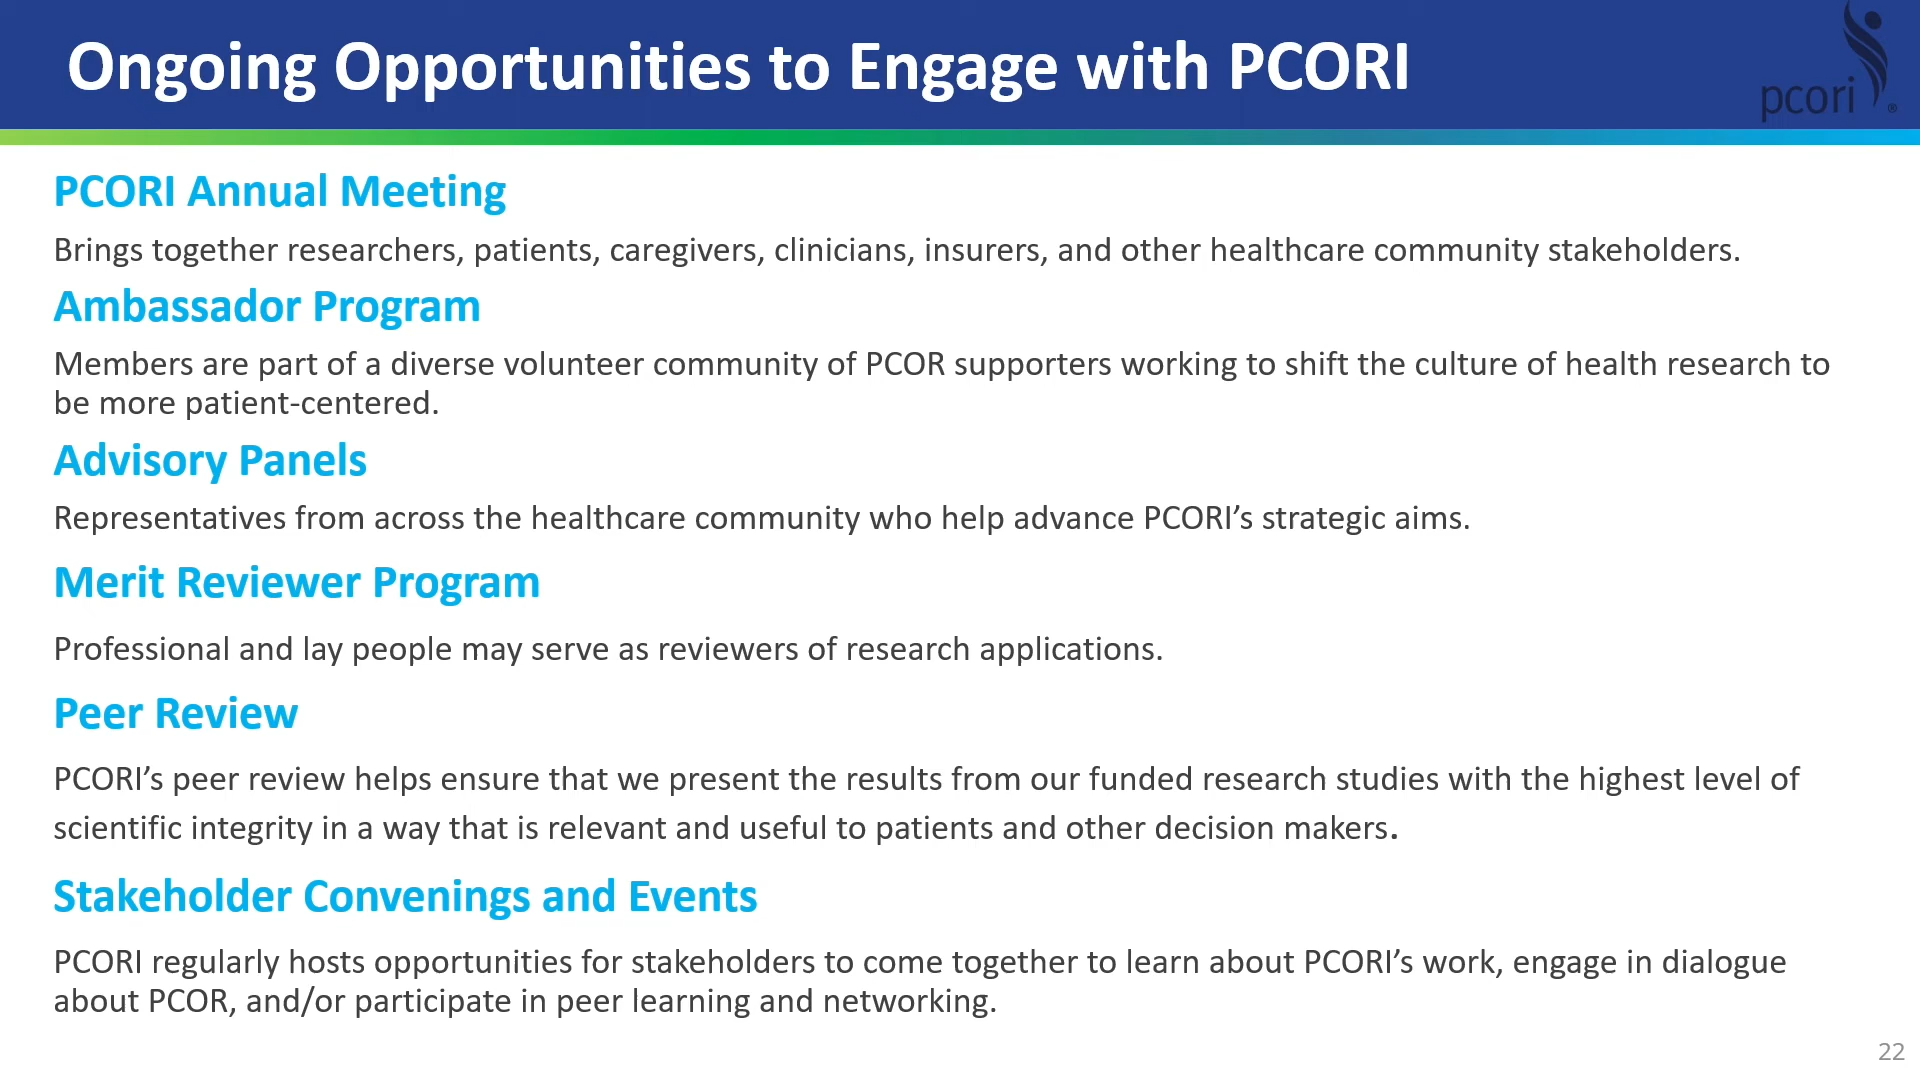 Ongoing Opportunities to Engage with PCORI
pcori®
PCORI Annual Meeting
Brings together researchers, patients, caregivers, clinicians, insurers, and other healthcare community stakeholders.
Ambassador Program
Members are part of a diverse volunteer community of PCOR supporters working to shift the culture of health research to
be more patient-centered.
Advisory Panels
Representatives from across the healthcare community who help advance PCORI’s strategic aims.
Merit Reviewer Program
Professional and lay people may serve as reviewers of research applications.
Peer Review
PCORI’s peer review helps ensure that we present the results from our funded research studies with the highest level of
scientific integrity in a way that is relevant and useful to patients and other decision makers.
Stakeholder Convenings and Events
PCORI regularly hosts opportunities for stakeholders to come together to learn about PCORI’s work, engage in dialogue
about PCOR, and/or participate in peer learning and networking.
22